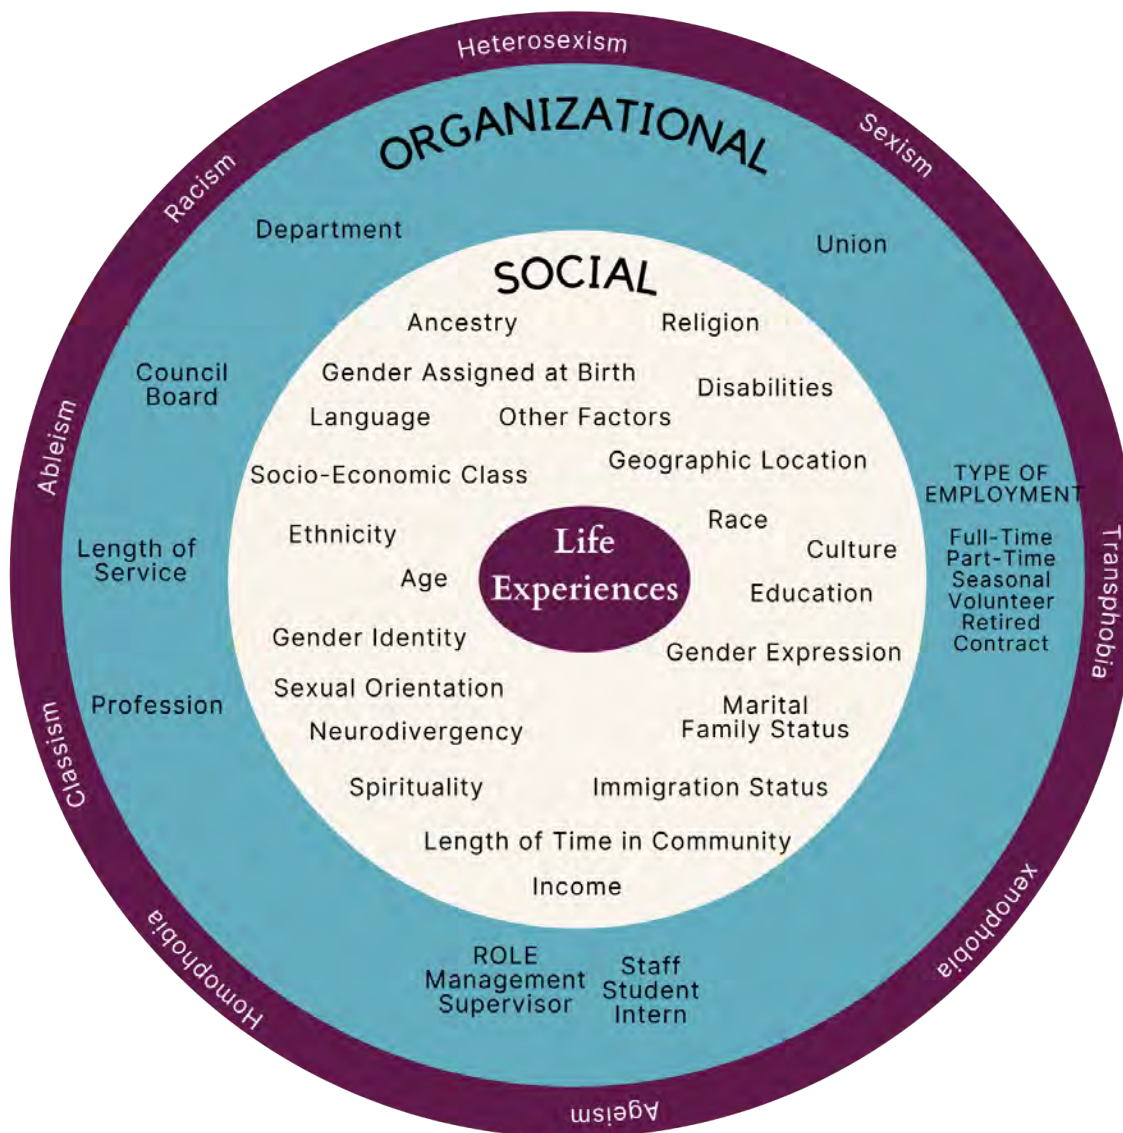 Heterosexism
Sexism
Transphobia
xenophobia
Ageism
Homophobia
Classism
Ableism
Racism
ORGANIZATIONAL
Department
Union
Council
Board
Length of
Service
Profession
TYPE OF
EMPLOYMENT
Full-Time
Part-Time
Seasonal
Volunteer
Retired
Contract
ROLE
Management
Supervisor
Staff
Student
Intern
SOCIAL
Ancestry
Religion
Gender Assigned at Birth
Disabilities
Language
Other Factors
Geographic Location
Socio-Economic Class
Race
Ethnicity
Culture
Age
Education
Gender Identity
Gender Expression
Sexual Orientation
Marital
Family Status
Neurodivergency
Spirituality
Immigration Status
Length of Time in Community
Income
Life
Experiences